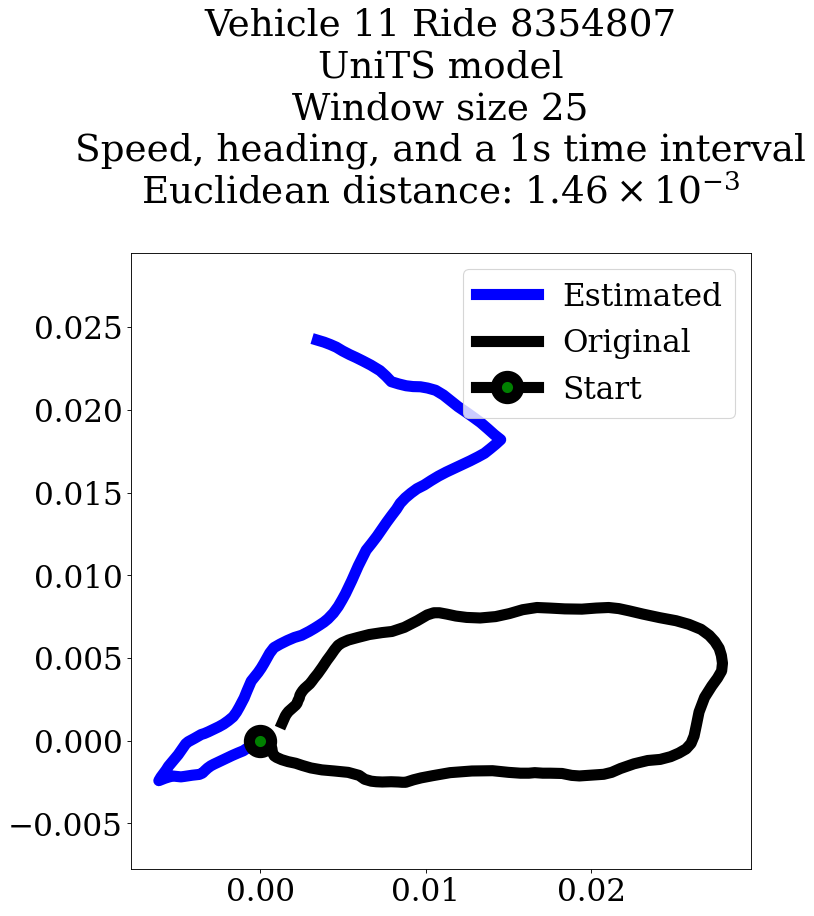 Vehicle 11 Ride 8354807
UniTS model
Window size 25
Speed, heading, and a 1s time interval
Euclidean distance: 1.46 × 10⁻³
Estimated
Original
Start
0.025
0.020
0.015
0.010
0.005
0.000
−0.005
0.00 0.01 0.02